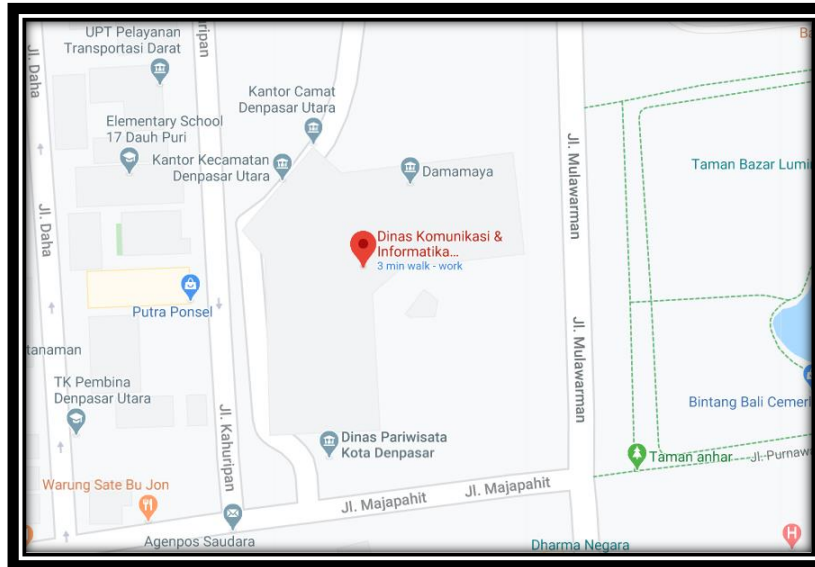 UPT Pelayanan
Transportasi Darat
Jl. Daha
ripan
Ba
Kantor Camat
Denpasar Utara
Elementary School
17 Dauh Puri
Kantor Kecamatan
Denpasar Utara
Damamaya
Jl. Mulawarman
Taman Bazar Lumi
Jl. Daha
Dinas Komunikasi &
Informatika...
3 min walk - work
Putra Ponsel
Jl. Mulawarman
tanaman
TK Pembina
Denpasar Utara
Jl. Kahuripan
Bintang Bali Cemerl
Dinas Pariwisata
Kota Denpasar
Taman anhar
Jl. Purnaw
Warung Sate Bu Jon
Jl. Majapahit
Jl. Majapahit
Agenpos Saudara
Dharma Negara
H